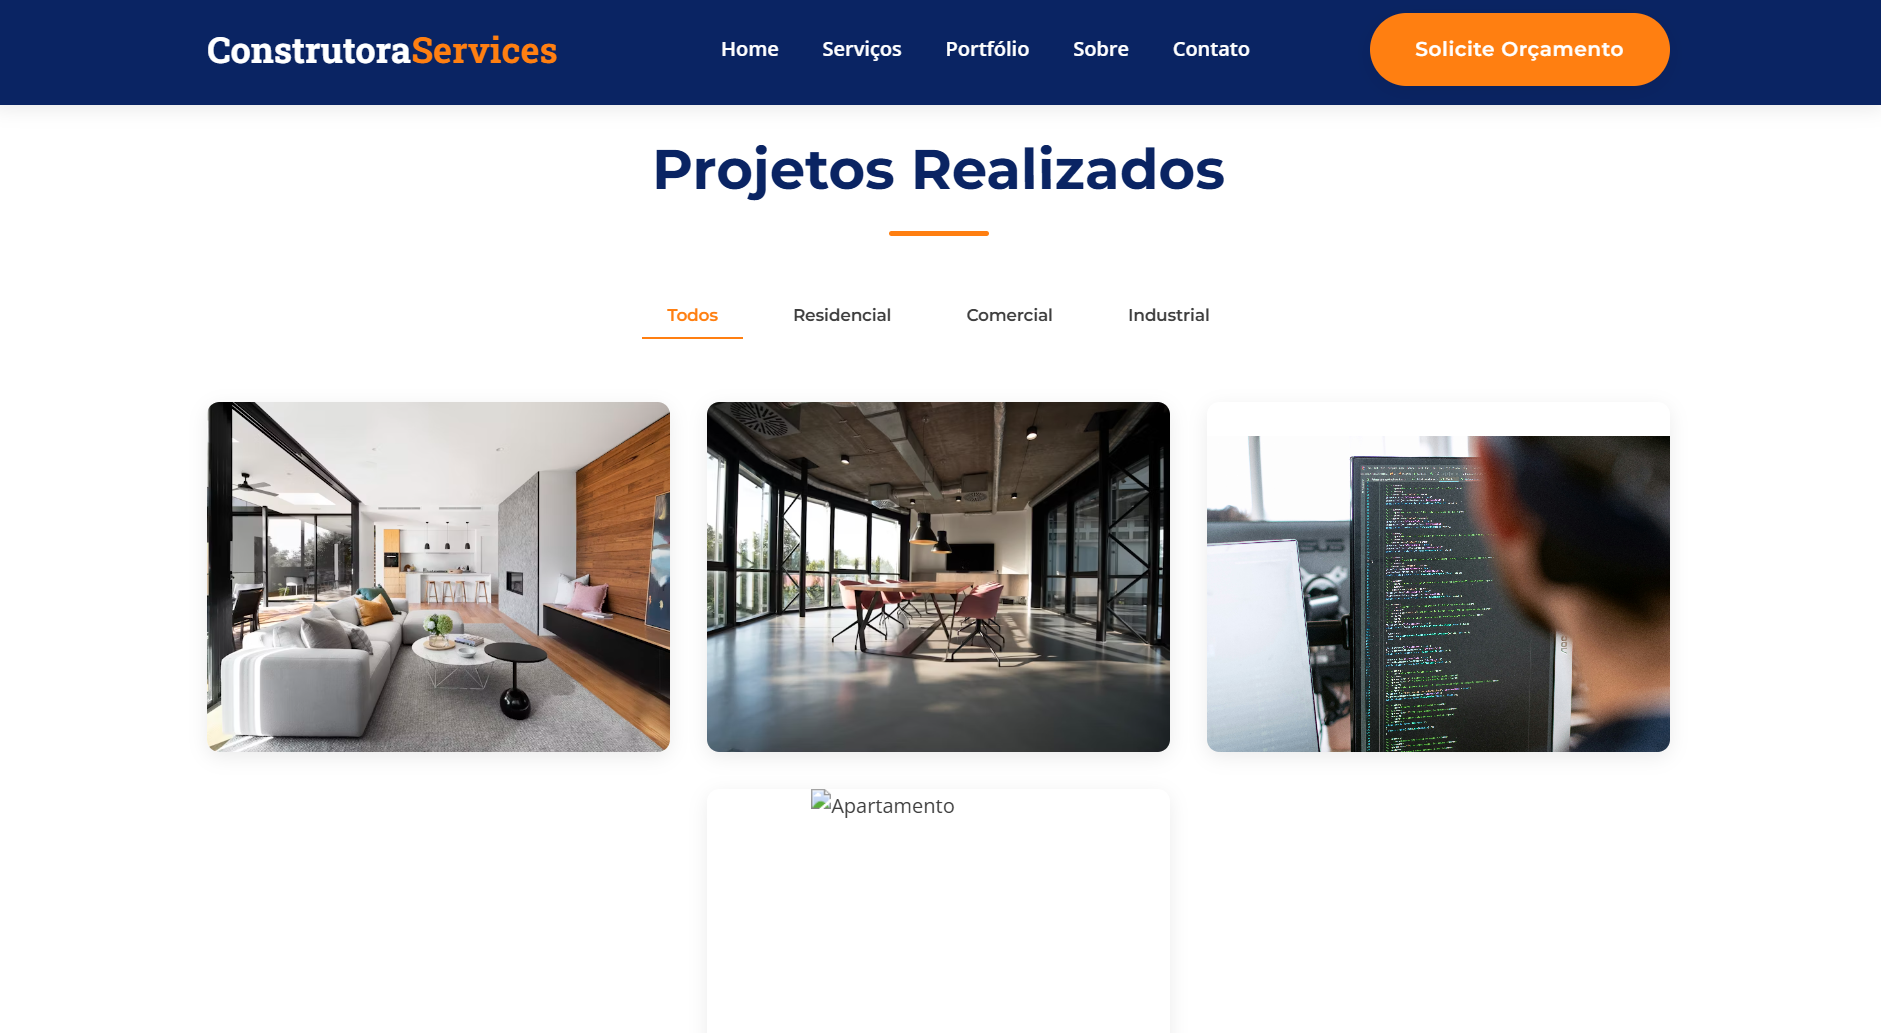 ConstrutoraServices
Home Serviços Portfólio Sobre Contato
Solicite Orçamento
Projetos Realizados
Todos Residencial Comercial Industrial
Apartamento